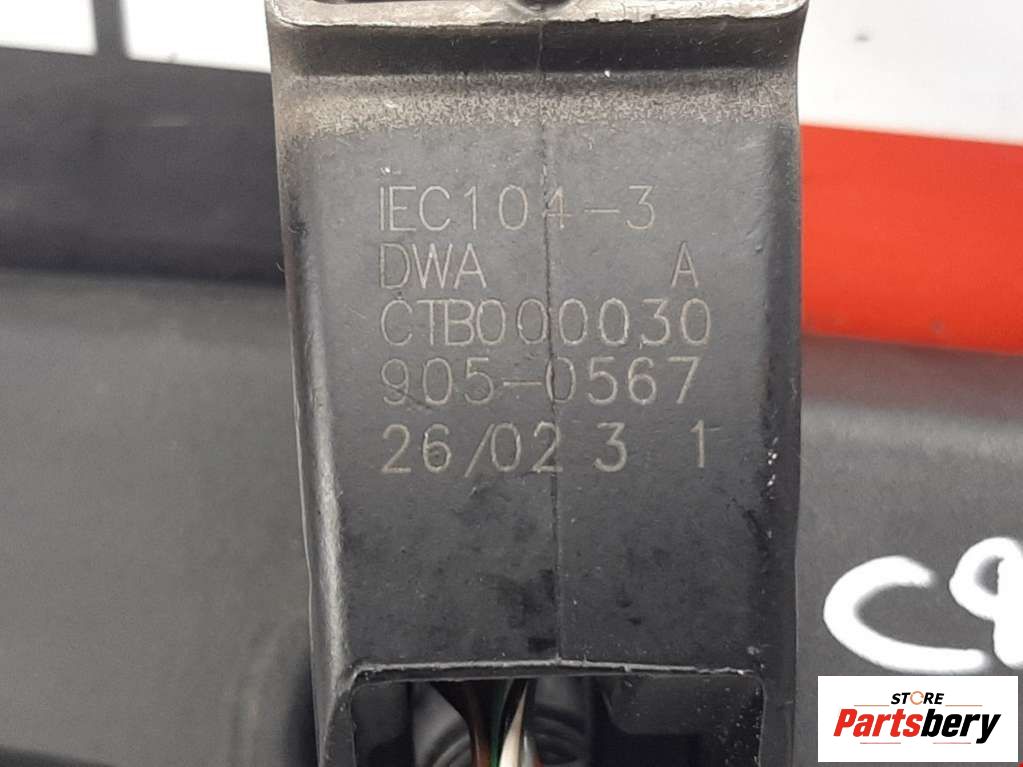 IEC104-3
DWA A
CTB000030
905-0567
26/02 3 1
STORE
Partsbery